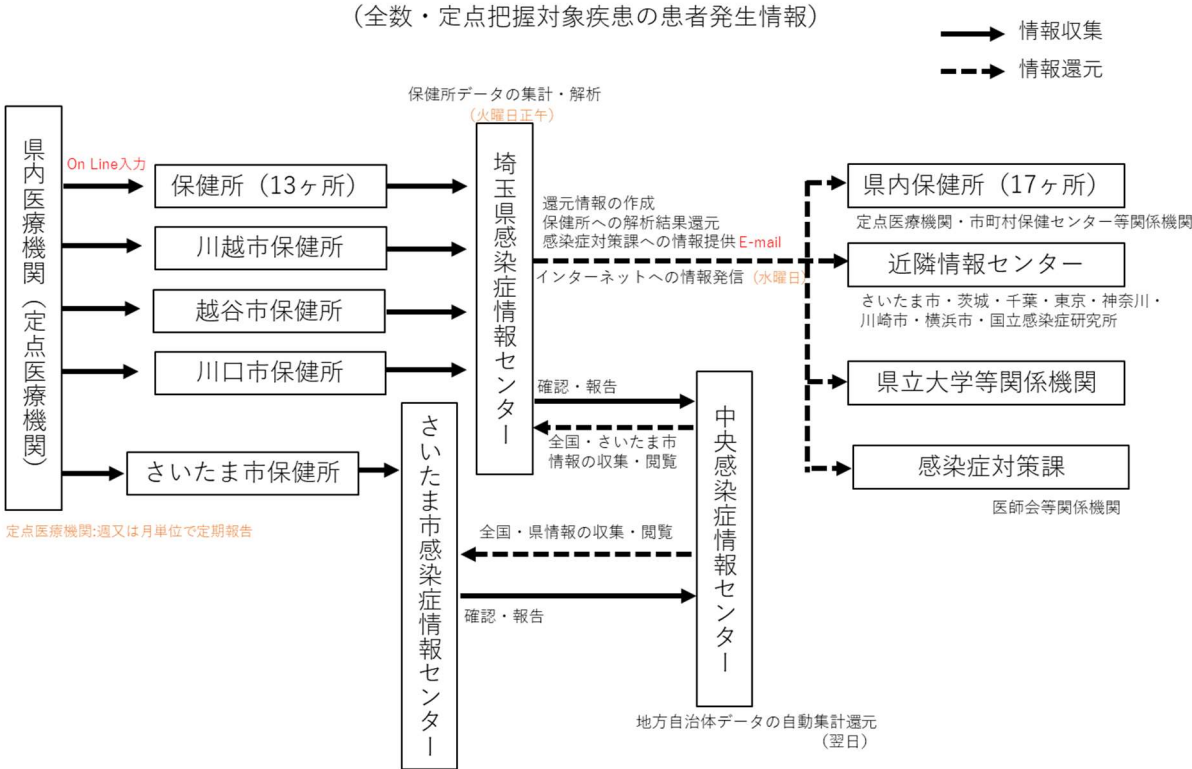 (全数・定点把握対象疾患の患者発生情報)
情報収集
情報還元
保健所データの集計・解析
(火曜日正午)
県内医療機関(定点医療機関)
On Line入力
保健所(13ヶ所)
川越市保健所
越谷市保健所
川口市保健所
さいたま市保健所
定点医療機関:週又は月単位で定期報告
埼玉県感染症情報センター
さいたま市感染症情報センター
還元情報の作成
保健所への解析結果還元
感染症対策課への情報提供 E-mail
インターネットへの情報発信 (水曜日)
確認・報告
全国・さいたま市
情報の収集・閲覧
全国・県情報の収集・閲覧
確認・報告
中央感染症情報センター
地方自治体データの自動集計還元
(翌日)
県内保健所(17ヶ所)
定点医療機関・市町村保健センター等関係機関
近隣情報センター
さいたま市・茨城・千葉・東京・神奈川・
川崎市・横浜市・国立感染症研究所
県立大学等関係機関
感染症対策課
医師会等関係機関